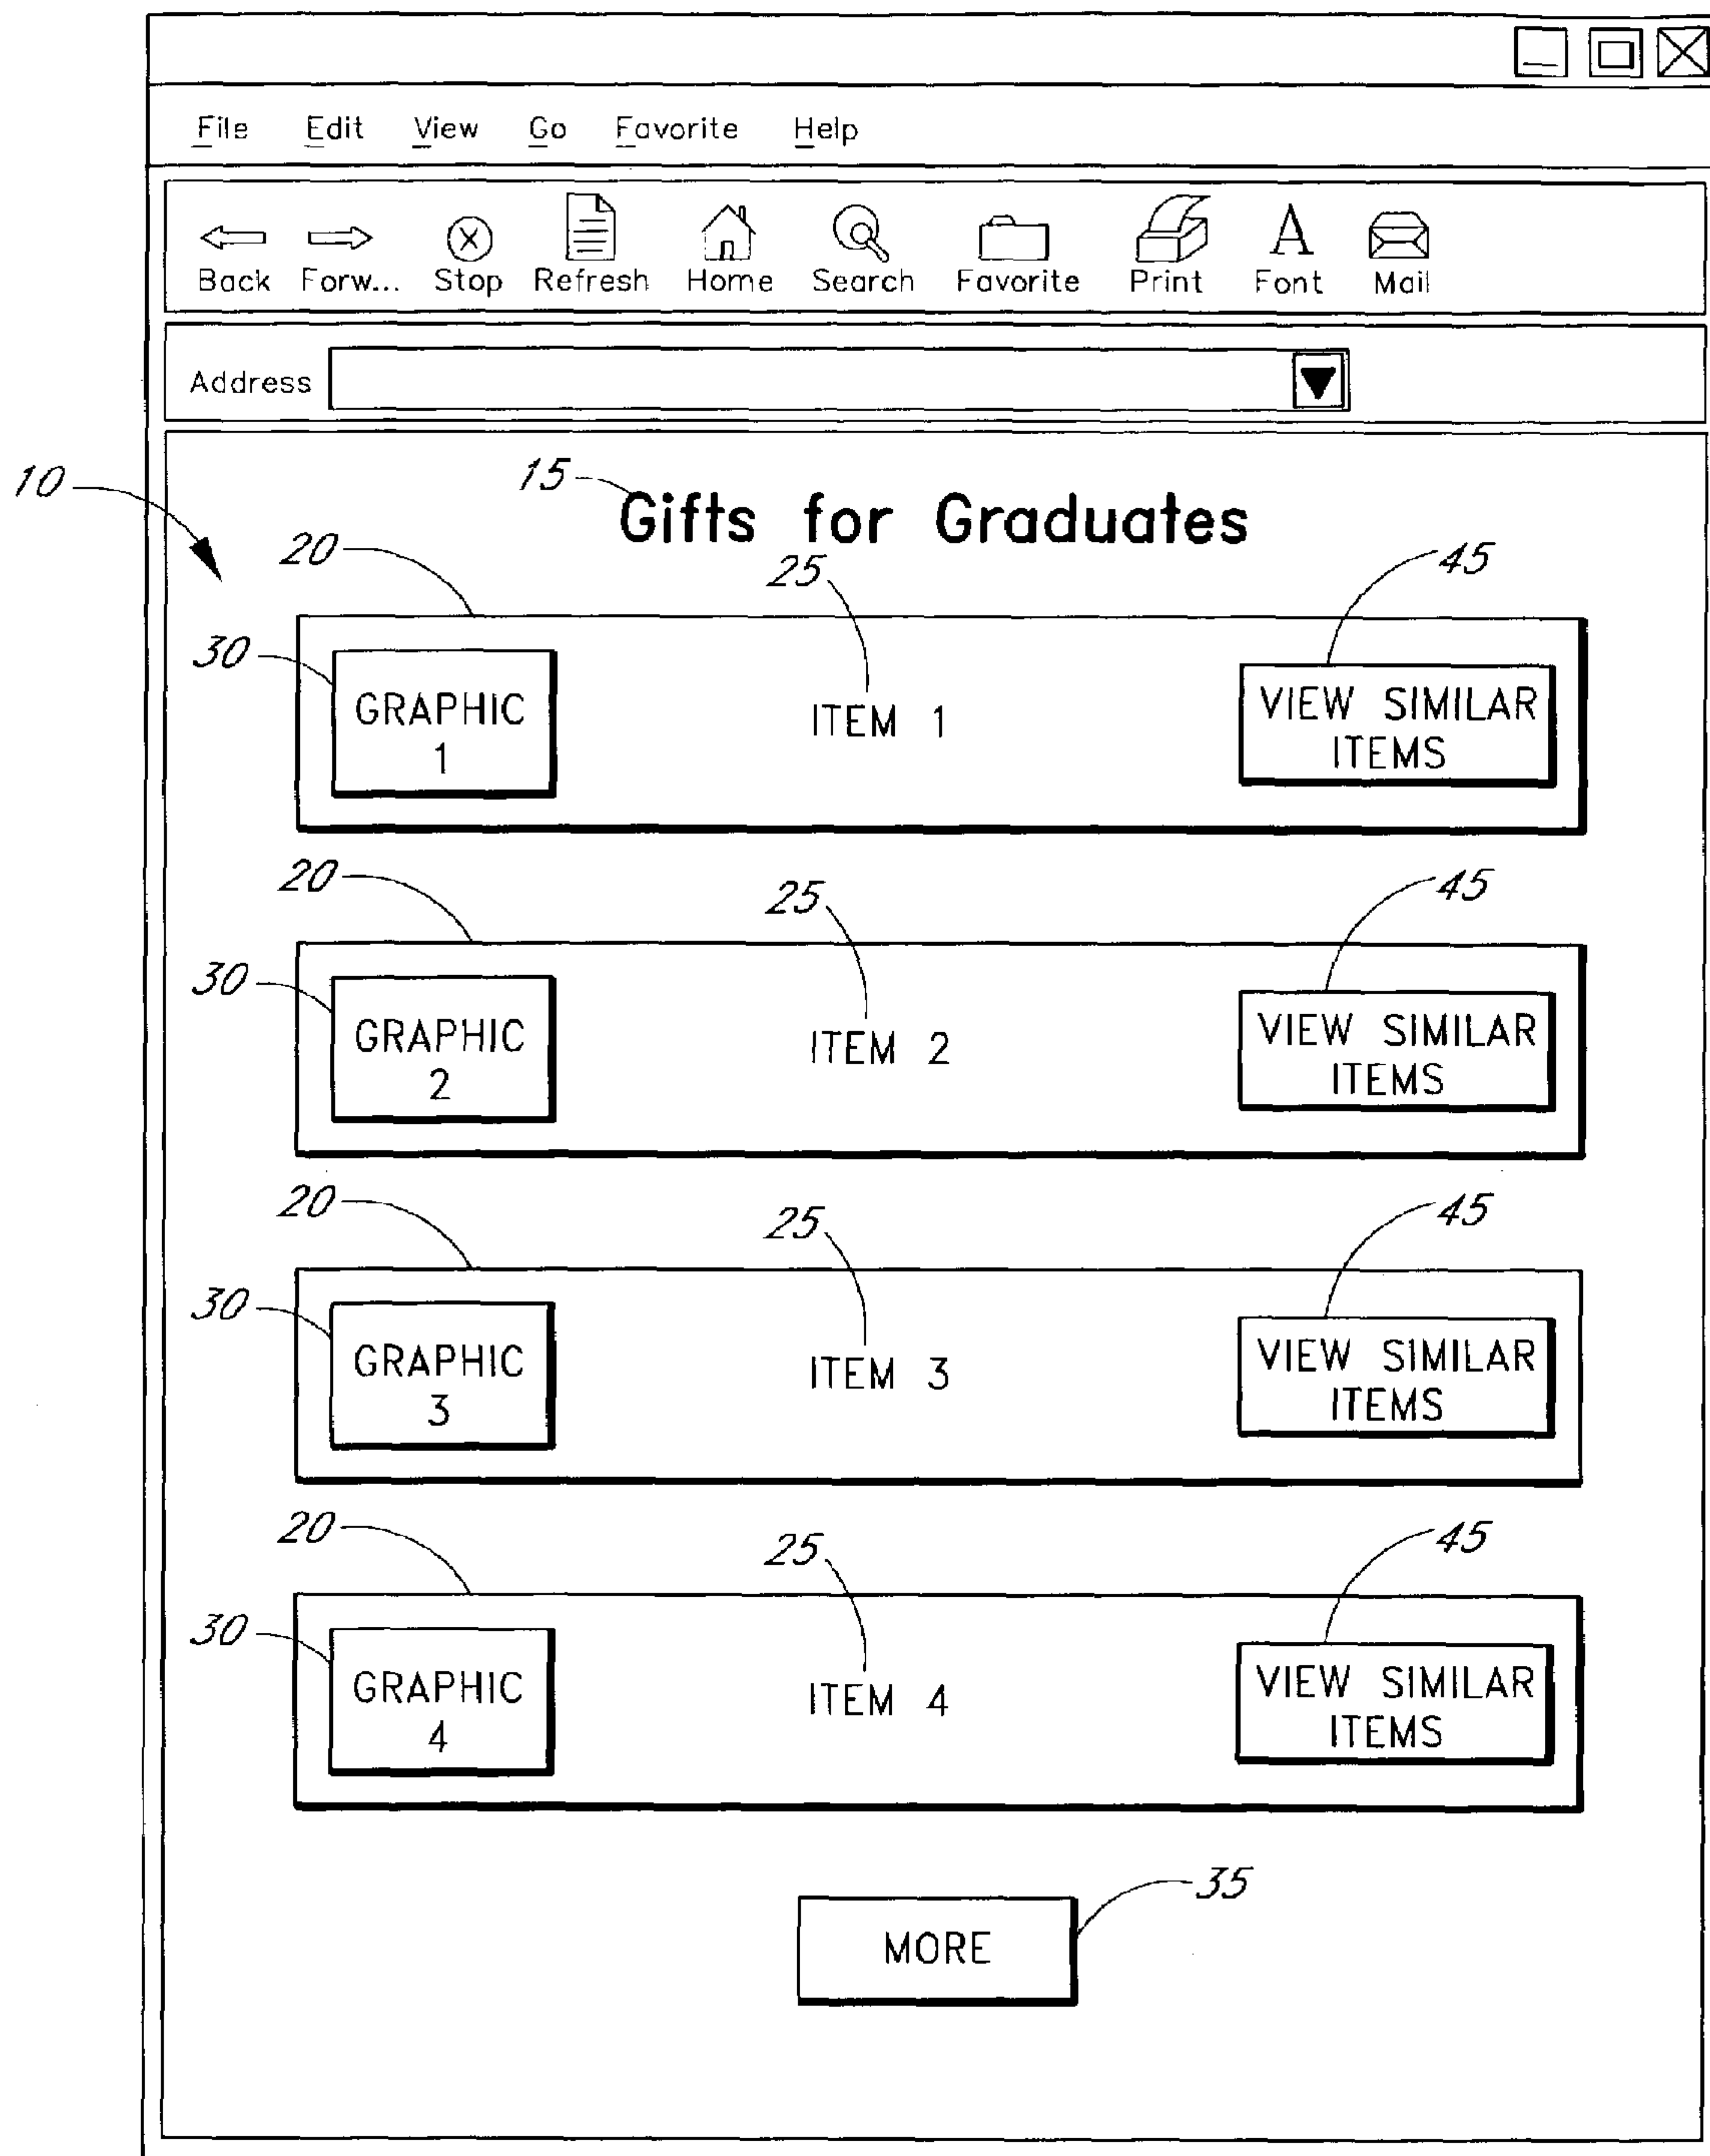 File Edit View Go Favorite Help
Back Forw... Stop Refresh Home Search Favorite Print Font Mail
Address
10
15
Gifts for Graduates
20
25
45
30
GRAPHIC
1
ITEM 1
VIEW SIMILAR
ITEMS
20
25
45
30
GRAPHIC
2
ITEM 2
VIEW SIMILAR
ITEMS
20
25
45
30
GRAPHIC
3
ITEM 3
VIEW SIMILAR
ITEMS
20
25
45
30
GRAPHIC
4
ITEM 4
VIEW SIMILAR
ITEMS
35
MORE